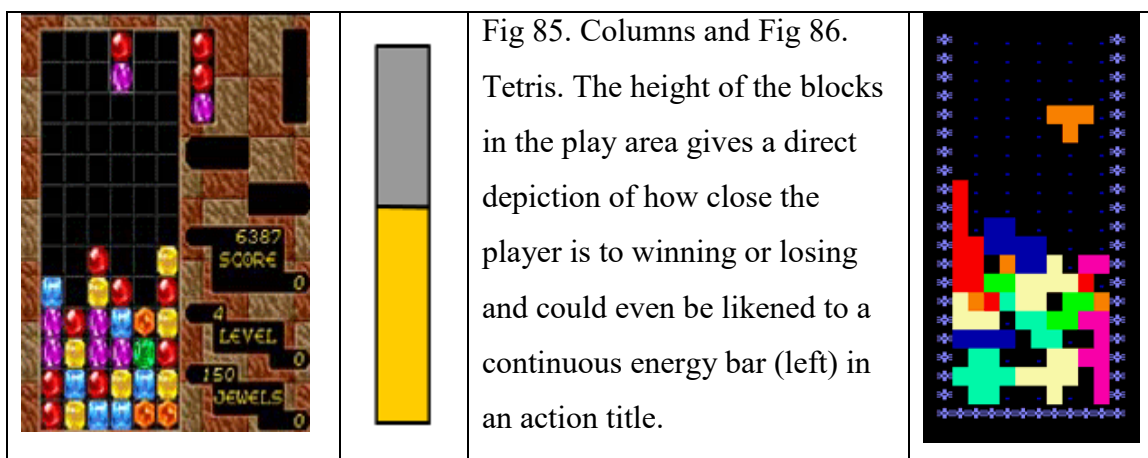 6387
SCORE
0
4
LEVEL
0
150
JEWELS
0
Fig 85. Columns and Fig 86.
Tetris. The height of the blocks
in the play area gives a direct
depiction of how close the
player is to winning or losing
and could even be likened to a
continuous energy bar (left) in
an action title.